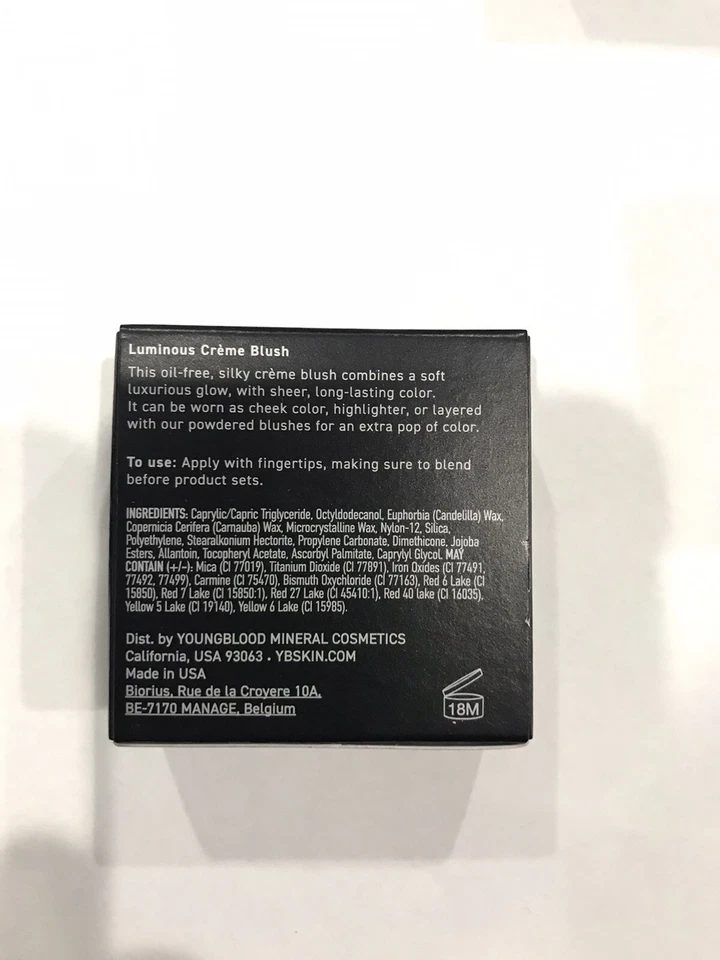 Luminous Crème Blush
This oil-free, silky crème blush combines a soft
luxurious glow, with sheer, long-lasting color.
It can be worn as cheek color, highlighter, or layered
with our powdered blushes for an extra pop of color.
To use: Apply with fingertips, making sure to blend
before product sets.
INGREDIENTS: Caprylic/Capric Triglyceride, Octyldodecanol, Euphorbia (Candelilla) Wax,
Copernicia Cerifera (Carnauba) Wax, Microcrystalline Wax, Nylon-12, Silica,
Polyethylene, Stearalkonium Hectorite, Propylene Carbonate, Dimethicone, Jojoba
Esters, Allantoin, Tocopheryl Acetate, Ascorbyl Palmitate, Caprylyl Glycol. MAY
CONTAIN (+/-): Mica (CI 77019), Titanium Dioxide (CI 77891), Iron Oxides (CI 77491,
77492, 77499), Carmine (CI 75470), Bismuth Oxychloride (CI 77163), Red 6 Lake (CI
15850), Red 7 Lake (CI 15850:1), Red 27 Lake (CI 45410:1), Red 40 lake (CI 16035),
Yellow 5 Lake (CI 19140), Yellow 6 Lake (CI 15985).
Dist. by YOUNGBLOOD MINERAL COSMETICS
California, USA 93063 • YBSKIN.COM
Made in USA
Biorius, Rue de la Croyere 10A,
BE-7170 MANAGE, Belgium
18M